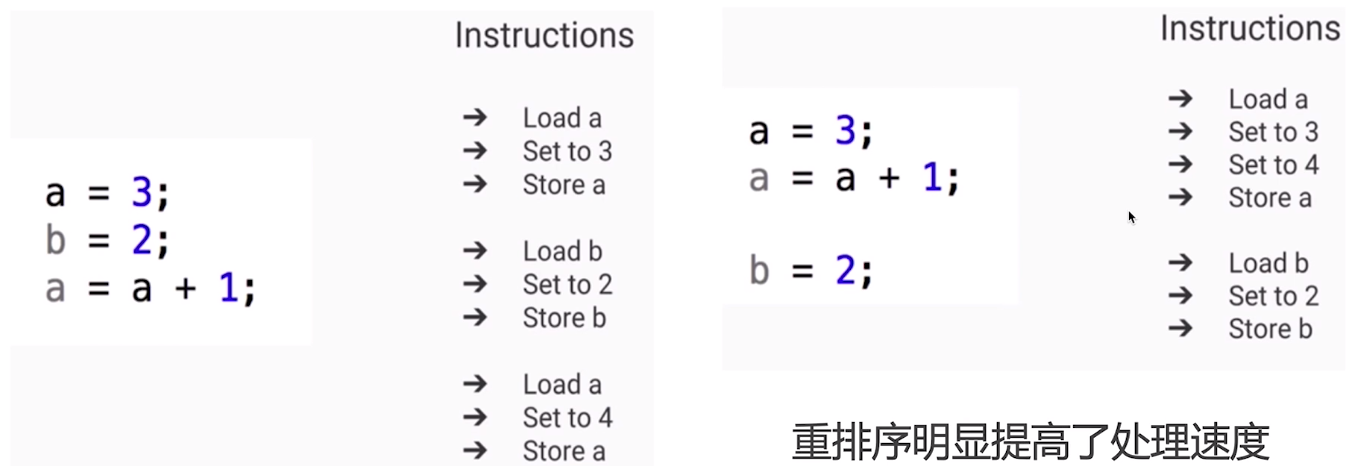 Instructions
a = 3;
b = 2;
a = a + 1;
➔ Load a
➔ Set to 3
➔ Store a
➔ Load b
➔ Set to 2
➔ Store b
➔ Load a
➔ Set to 4
➔ Store a
Instructions
a = 3;
a = a + 1;
b = 2;
➔ Load a
➔ Set to 3
➔ Set to 4
➔ Store a
➔ Load b
➔ Set to 2
➔ Store b
重排序明显提高了处理速度